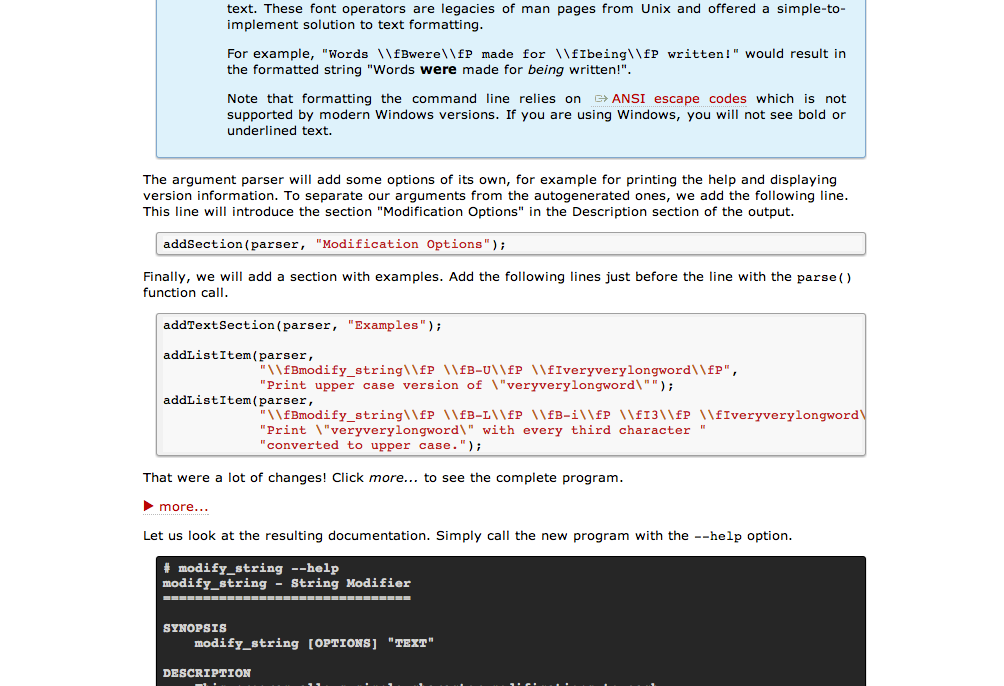 text. These font operators are legacies of man pages from Unix and offered a simple-to-
implement solution to text formatting.
For example, "Words \\fBwere\\fP made for \\fIbeing\\fP written!" would result in
the formatted string "Words were made for being written!".
Note that formatting the command line relies on ANSI escape codes which is not
supported by modern Windows versions. If you are using Windows, you will not see bold or
underlined text.
The argument parser will add some options of its own, for example for printing the help and displaying
version information. To separate our arguments from the autogenerated ones, we add the following line.
This line will introduce the section "Modification Options" in the Description section of the output.
addSection(parser, "Modification Options");
Finally, we will add a section with examples. Add the following lines just before the line with the parse()
function call.
addTextSection(parser, "Examples");
addListItem(parser,
"\\fBmodify_string\\fP \\fB-U\\fP \\fIveryverylongword\\fP",
"Print upper case version of \"veryverylongword\"");
addListItem(parser,
"\\fBmodify_string\\fP \\fB-L\\fP \\fB-i\\fP \\fI3\\fP \\fIveryverylongword\
"Print \"veryverylongword\" with every third character "
"converted to upper case.");
That were a lot of changes! Click more... to see the complete program.
more...
Let us look at the resulting documentation. Simply call the new program with the --help option.
# modify_string --help
modify_string - String Modifier
===============================
SYNOPSIS
modify_string [OPTIONS] "TEXT"
DESCRIPTION